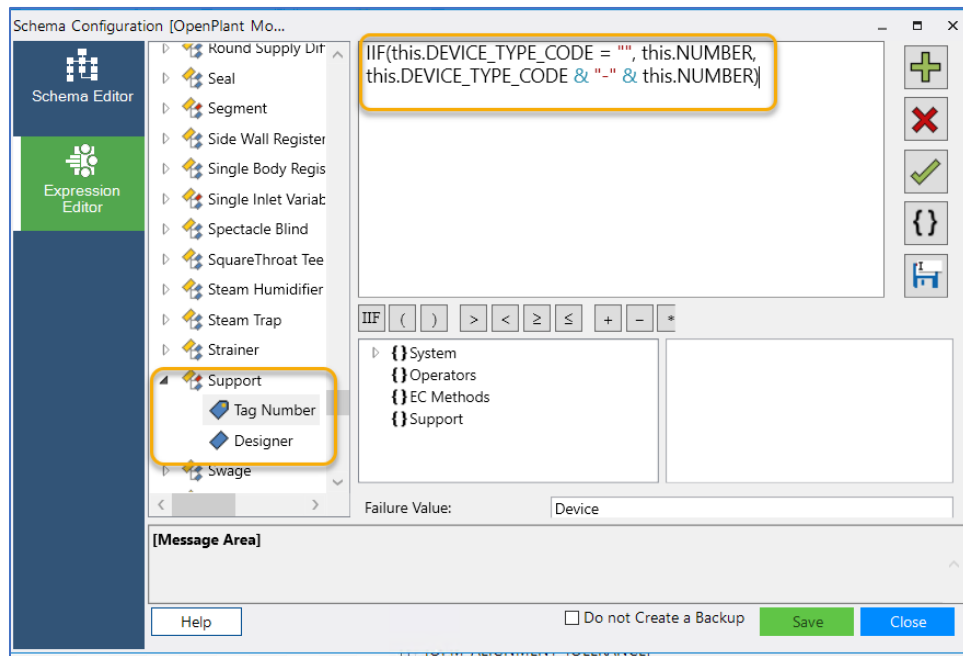 Schema Configuration [OpenPlant Mo...
Schema Editor
Expression
Editor
Round Supply Diff
Seal
Segment
Side Wall Register
Single Body Regis
Single Inlet Variab
Spectacle Blind
SquareThroat Tee
Steam Humidifier
Steam Trap
Strainer
Support
Tag Number
Designer
Swage
IIF(this.DEVICE_TYPE_CODE = "", this.NUMBER,
this.DEVICE_TYPE_CODE & "-" & this.NUMBER)
IIF ( ) > < ≥ ≤ + − *
{} System
{} Operators
{} EC Methods
{} Support
Failure Value: Device
[Message Area]
Help
Do not Create a Backup
Save
Close